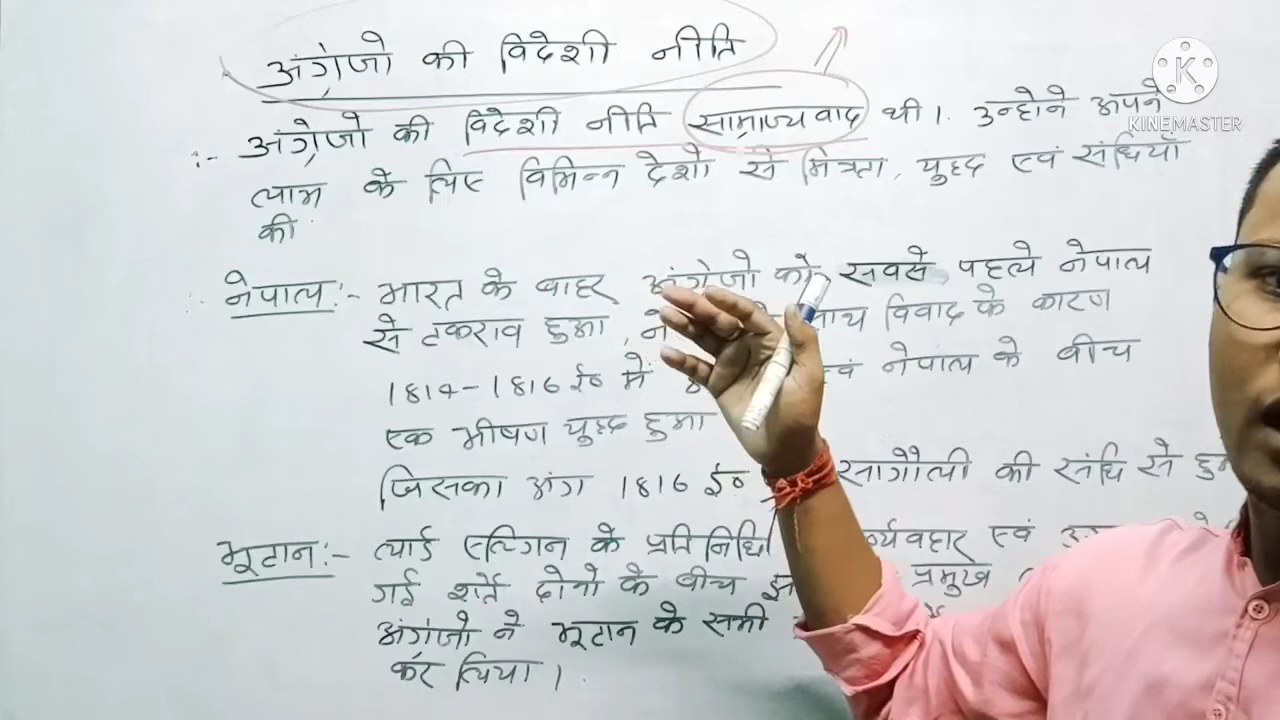 अंग्रेजो की विदेशी नीति
K
KINEMASTER
:- अंग्रेजो की विदेशी नीति साम्राज्यवाद थी। उन्होने अपने
लाभ के लिए विभिन्न देशो से मित्रता, युद्ध एवं संधियां
की
नेपाल:- भारत के बाहर अंग्रेजो को सबसे पहले नेपाल
से टकराव हुआ, साथ विवाद के कारण
1814-1816 ई० में एवं नेपाल के बीच
एक भीषण युद्ध हुआ
जिसका अंग 1816 ई० सागौली की संधि से
भूटान:- लार्ड एल्गिन के प्रतिनिधि र्व्यवहार एवं
गई शर्ते दोनो के बीच प्रमुख
अंग्रंजो ने भूटान के सभी
कर लिया।